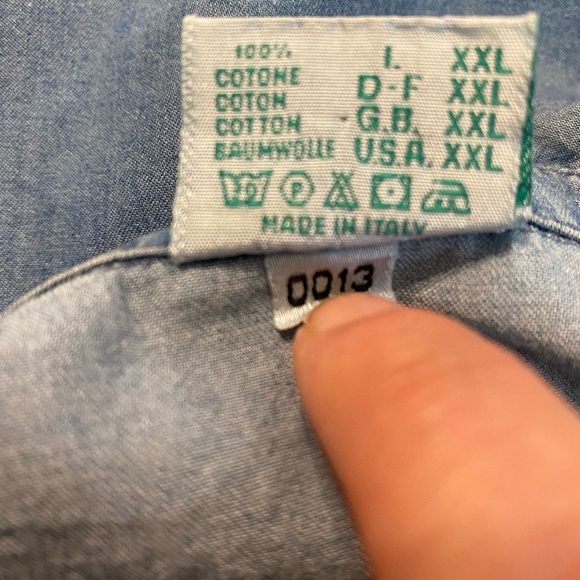 100%
COTONE
COTON
COTTON
BAUMWOLLE
I. XXL
D-F XXL
G.B. XXL
U.S.A. XXL
P
MADE IN ITALY
0013